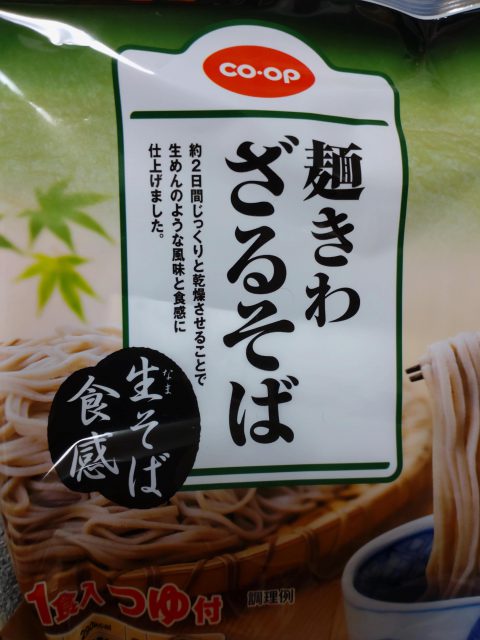 CO・OP
麺きわ
ざるそば
約2日間じっくりと乾燥させることで
生めんのような風味と食感に
仕上げました。
なま
生そば
食感
1食入つゆ付
調理例